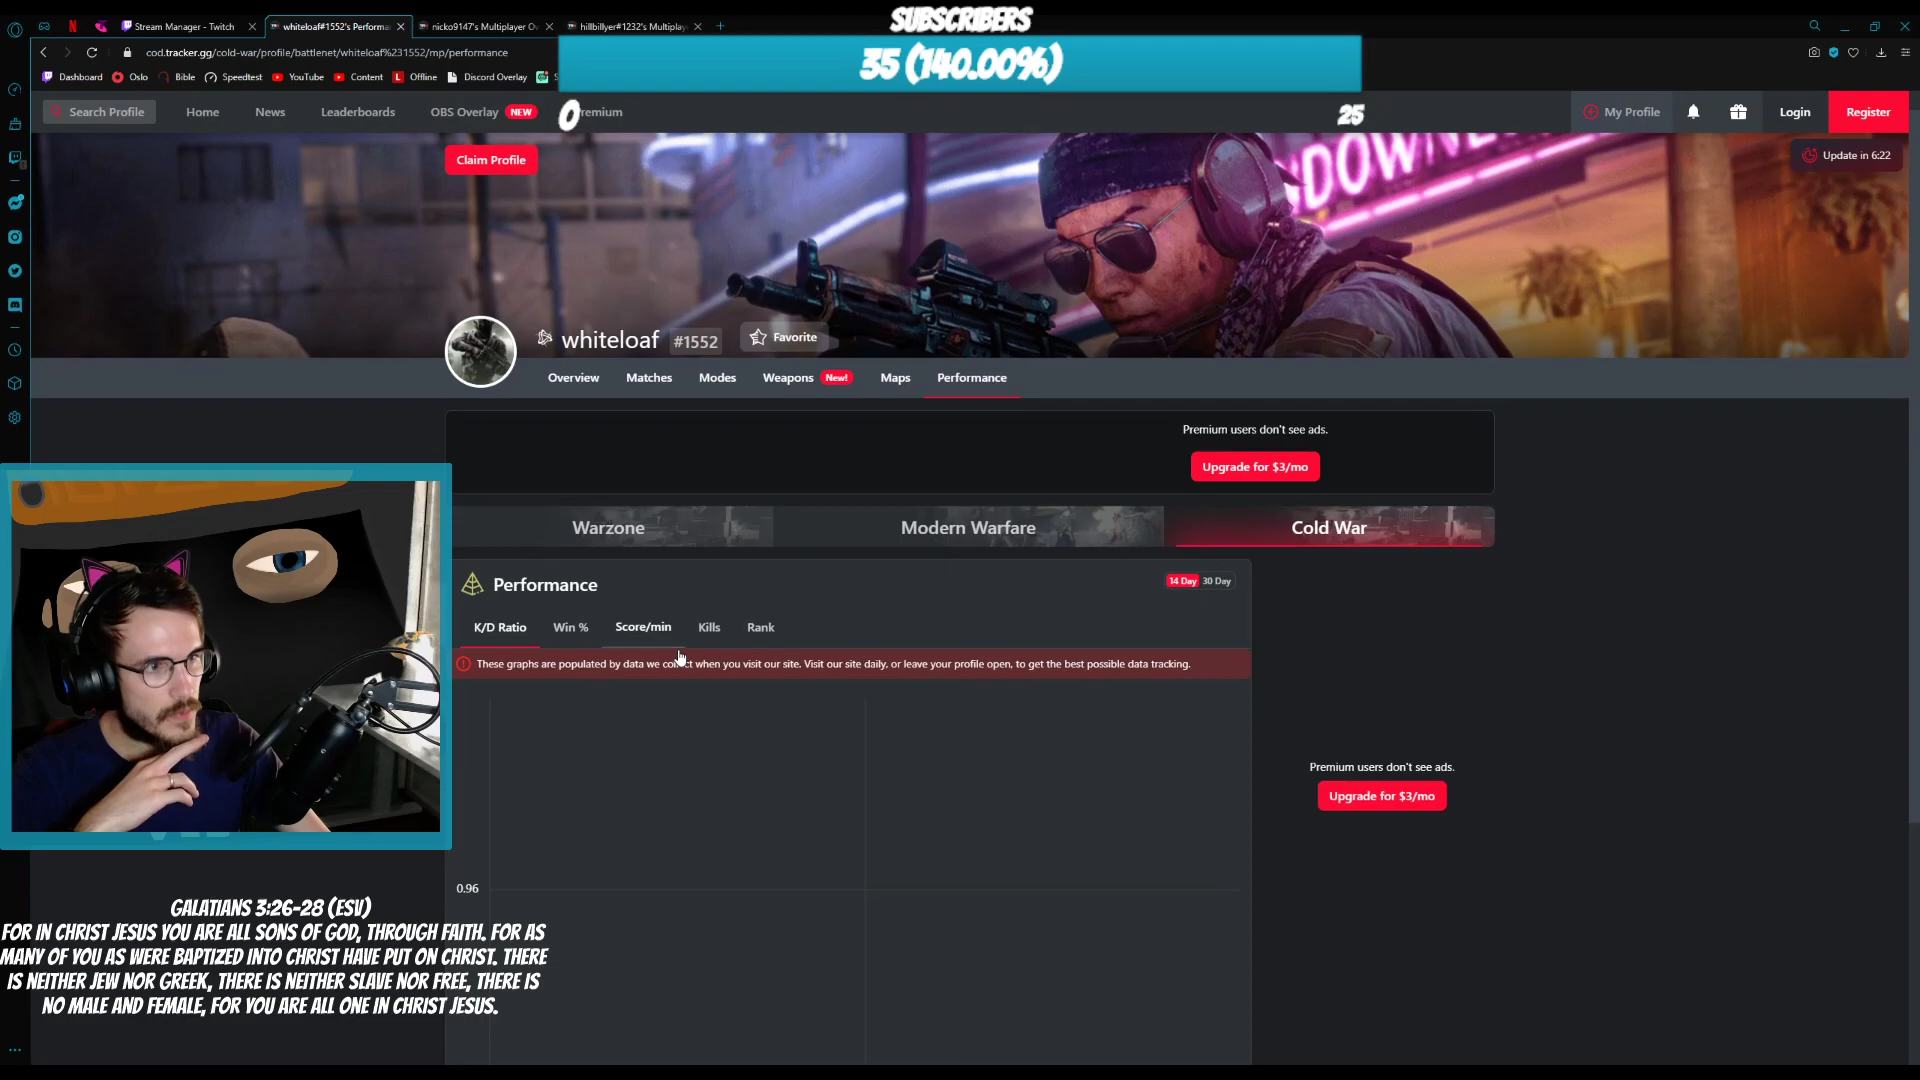 SUBSCRIBERS
35 (140.00%)
0
25
Stream Manager - Twitch
whiteloaf#1552's Performa
nicko9147's Multiplayer Ov
hillbillyer#1232's Multiplay
cod.tracker.gg/cold-war/profile/battlenet/whiteloaf%231552/mp/performance
Dashboard
Oslo
Bible
Speedtest
YouTube
Content
Offline
Discord Overlay
Search Profile
Home
News
Leaderboards
OBS Overlay
NEW
remium
My Profile
Login
Register
Claim Profile
Update in 6:22
DOWN
whiteloaf #1552
Favorite
Overview
Matches
Modes
Weapons
New!
Maps
Performance
Premium users don't see ads.
Upgrade for $3/mo
Warzone
Modern Warfare
Cold War
Performance
14 Day
30 Day
K/D Ratio
Win %
Score/min
Kills
Rank
These graphs are populated by data we collect when you visit our site. Visit our site daily, or leave your profile open, to get the best possible data tracking.
Premium users don't see ads.
Upgrade for $3/mo
0.96
GALATIANS 3:26-28 (ESV)
FOR IN CHRIST JESUS YOU ARE ALL SONS OF GOD, THROUGH FAITH. FOR AS
MANY OF YOU AS WERE BAPTIZED INTO CHRIST HAVE PUT ON CHRIST. THERE
IS NEITHER JEW NOR GREEK, THERE IS NEITHER SLAVE NOR FREE, THERE IS
NO MALE AND FEMALE, FOR YOU ARE ALL ONE IN CHRIST JESUS.